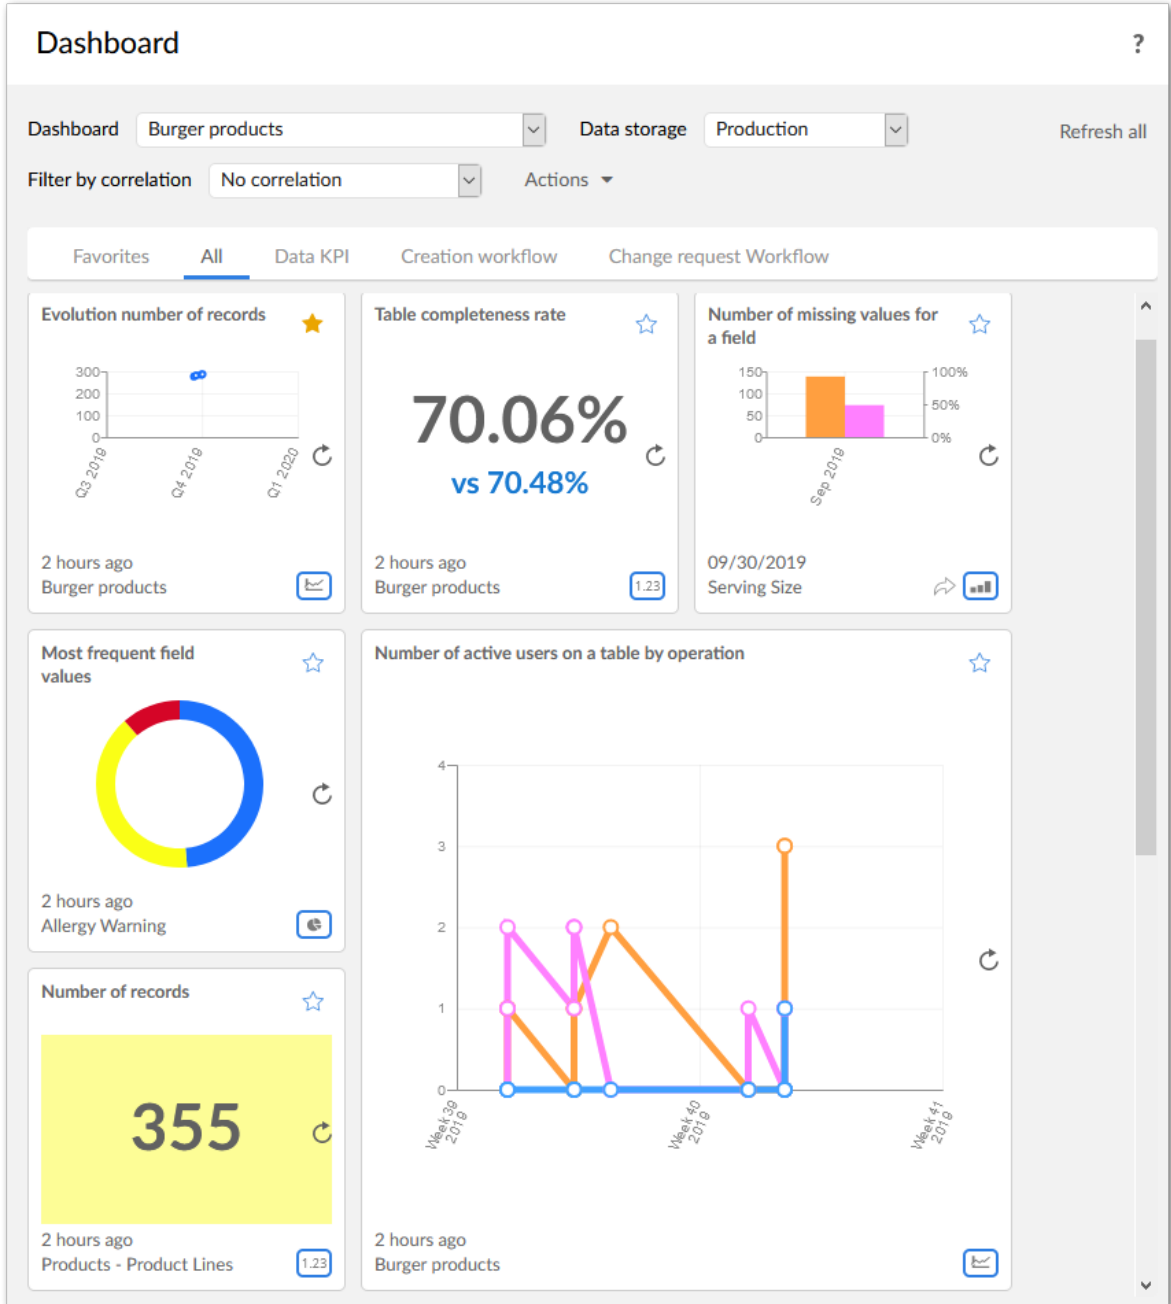 Dashboard
?
Dashboard Burger products Data storage Production Refresh all
Filter by correlation No correlation Actions
Favorites All Data KPI Creation workflow Change request Workflow
Evolution number of records
300
200
100
0
Q3 2019
Q4 2019
Q1 2020
2 hours ago
Burger products
Table completeness rate
70.06%
vs 70.48%
2 hours ago
Burger products
1.23
Number of missing values for
a field
150
100
50
0
100%
50%
0%
Sep 2019
09/30/2019
Serving Size
Most frequent field
values
2 hours ago
Allergy Warning
Number of active users on a table by operation
4
3
2
1
0
Week 39
2019
Week 40
2019
Week 41
2019
2 hours ago
Burger products
Number of records
355
2 hours ago
Products - Product Lines
1.23